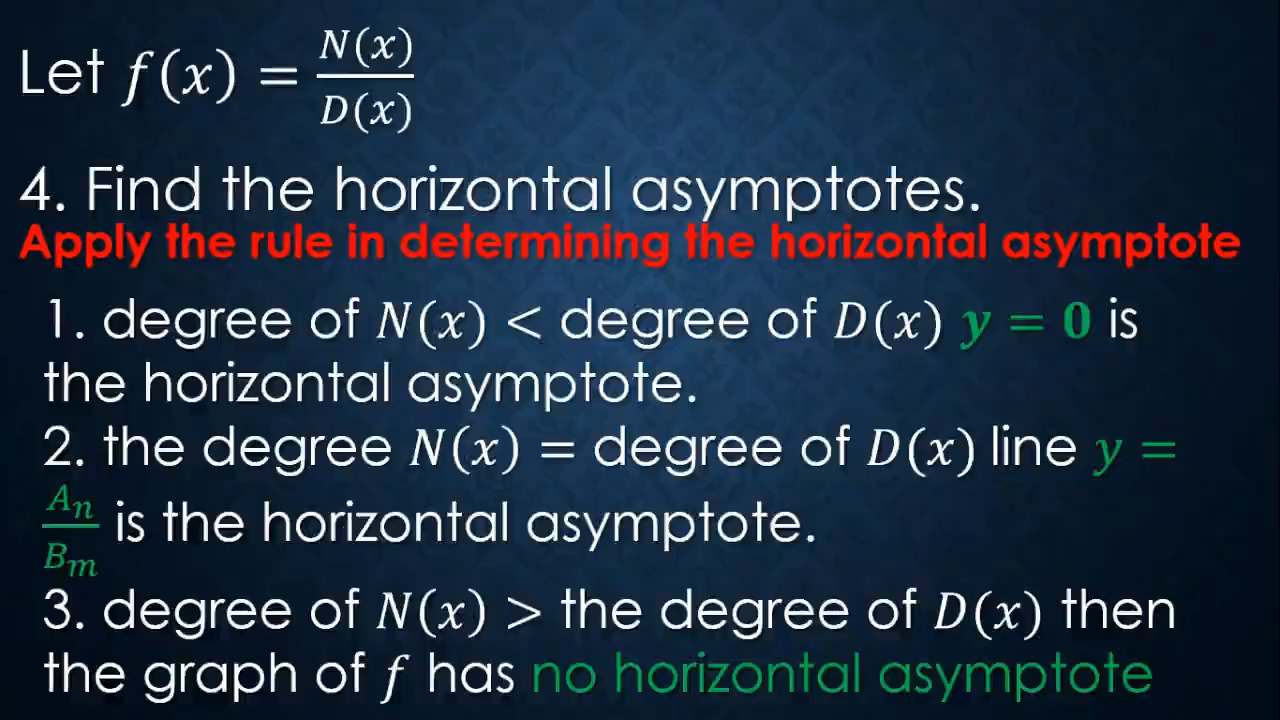 Let f(x) = N(x)/D(x)
4. Find the horizontal asymptotes.
Apply the rule in determining the horizontal asymptote
1. degree of N(x) < degree of D(x) y = 0 is
the horizontal asymptote.
2. the degree N(x) = degree of D(x) line y =
Aₙ/Bₘ is the horizontal asymptote.
3. degree of N(x) > the degree of D(x) then
the graph of f has no horizontal asymptote